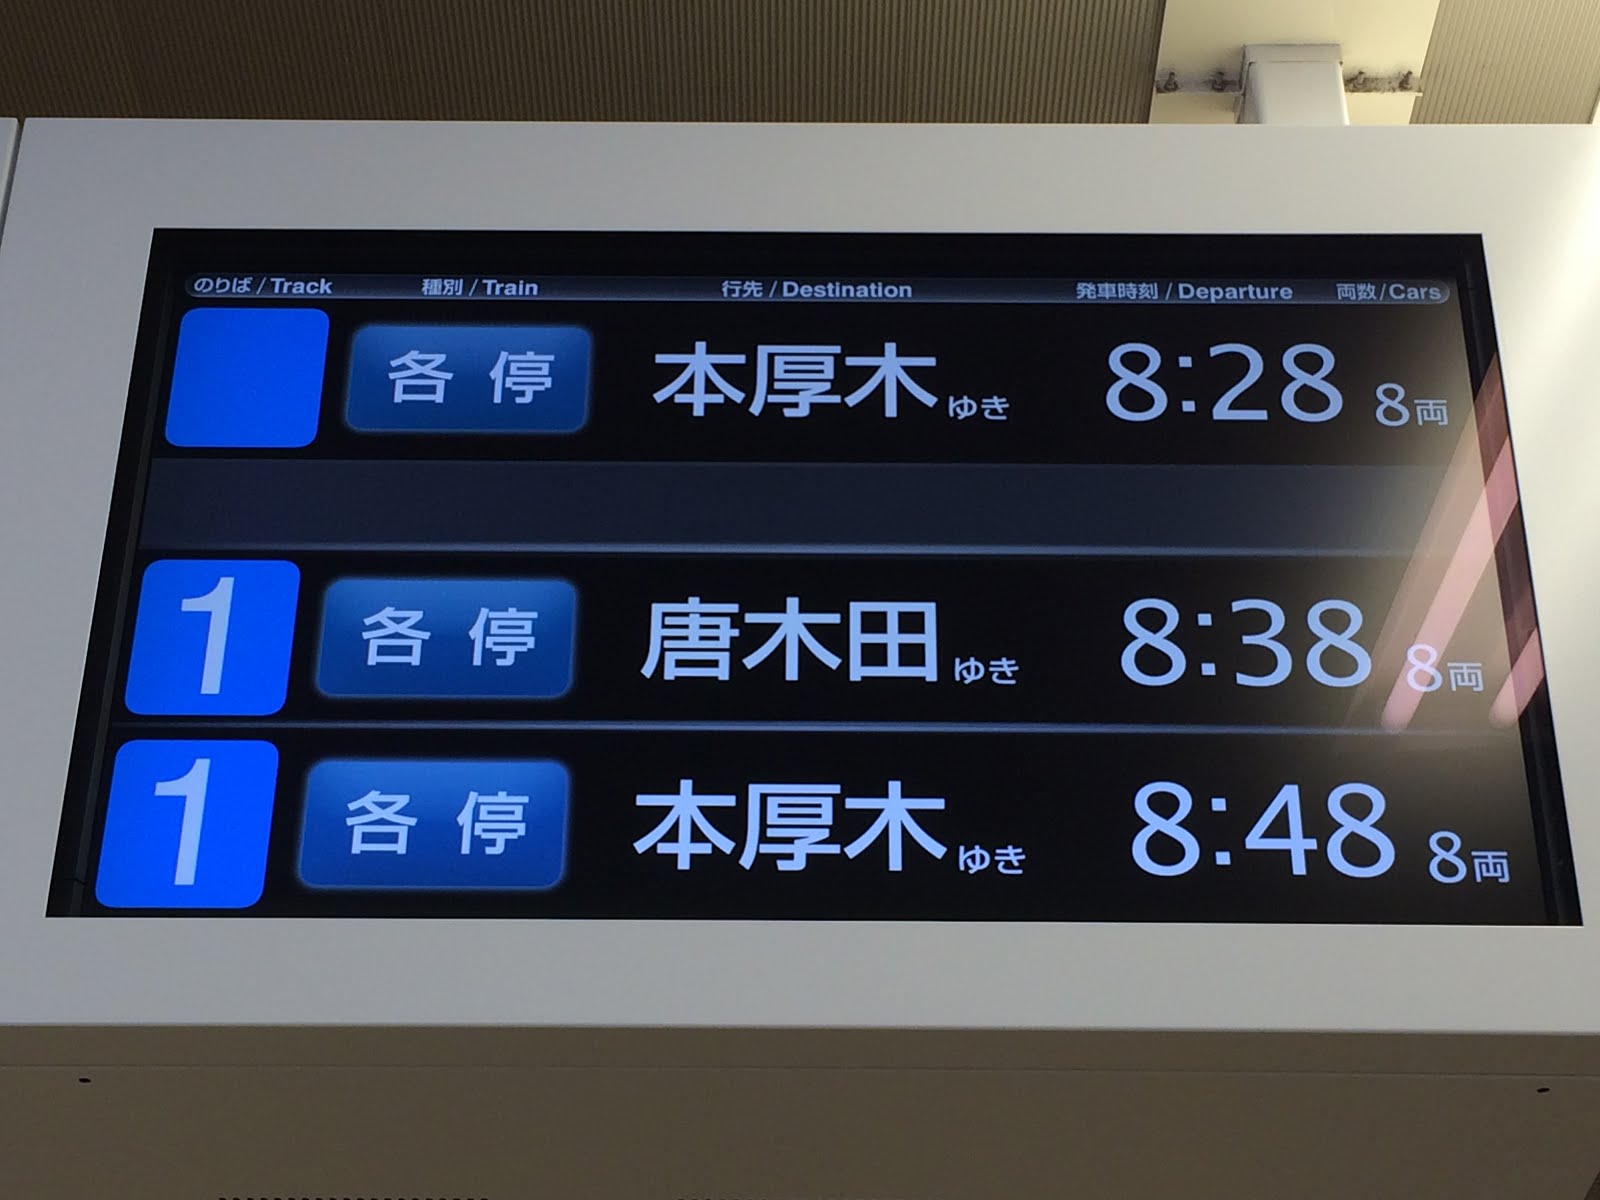 のりば / Track 種別 / Train 行先 / Destination 発車時刻 / Departure 両数/Cars
各停 本厚木ゆき 8:28 8両
1 各停 唐木田ゆき 8:38 8両
1 各停 本厚木ゆき 8:48 8両